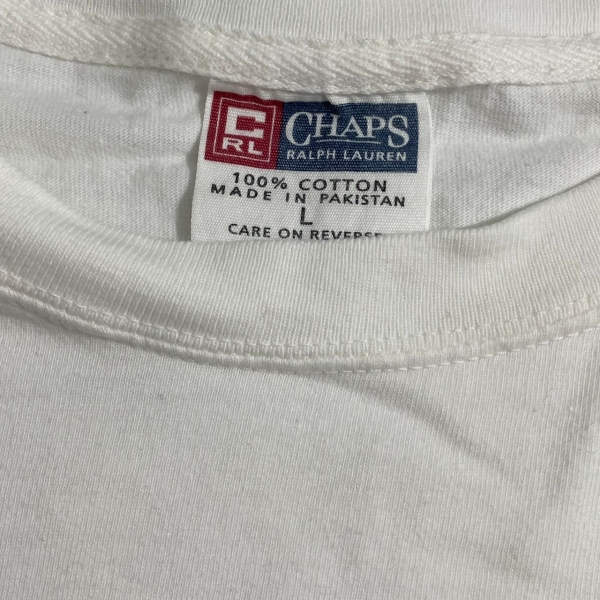 C
RL
CHAPS
RALPH LAUREN
100% COTTON
MADE IN PAKISTAN
L
CARE ON REVERSE